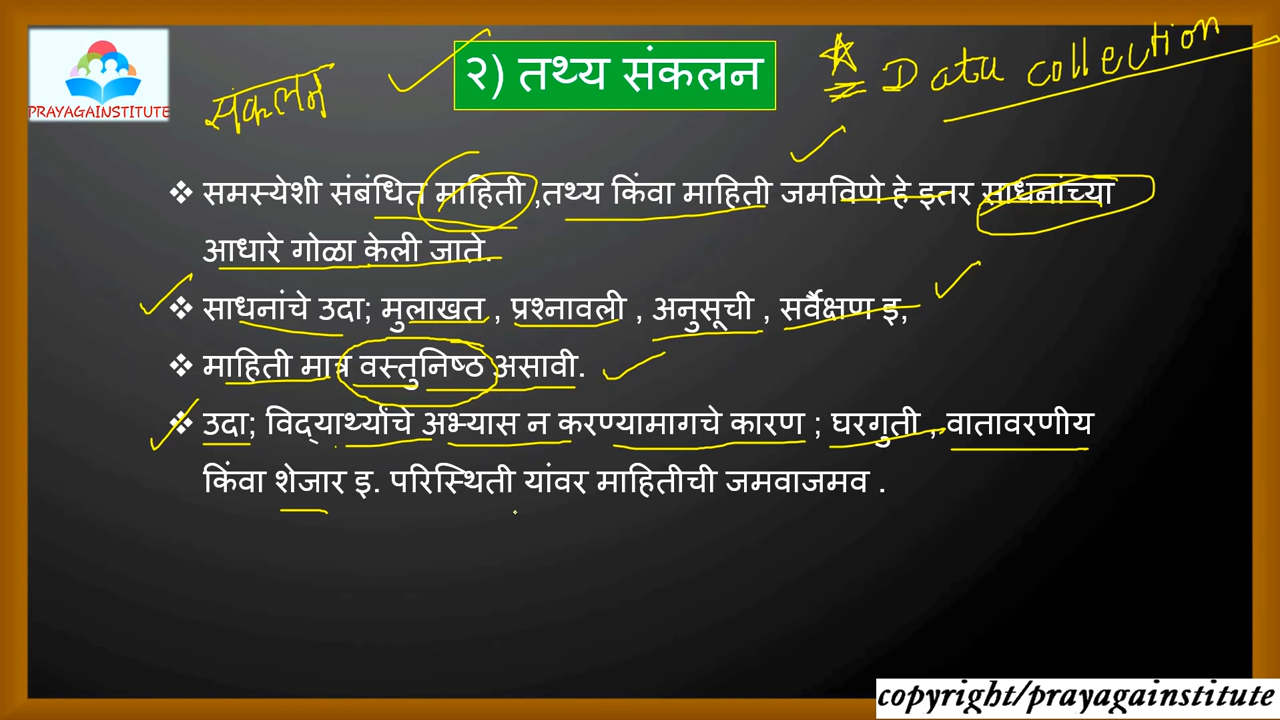 PRAYAGAINSTITUTE
संकलन
२) तथ्य संकलन
Data collection
❖ समस्येशी संबंधित माहिती ,तथ्य किंवा माहिती जमविणे हे इतर साधनांच्या
आधारे गोळा केली जाते.
❖ साधनांचे उदा; मुलाखत , प्रश्नावली , अनुसूची , सर्वैक्षण इ,
❖ माहिती मात्र वस्तुनिष्ठ असावी.
❖ उदा; विद्यार्थ्यांचे अभ्यास न करण्यामागचे कारण ; घरगुती , वातावरणीय
किंवा शेजार इ. परिस्थिती यांवर माहितीची जमवाजमव .
copyright/prayagainstitute